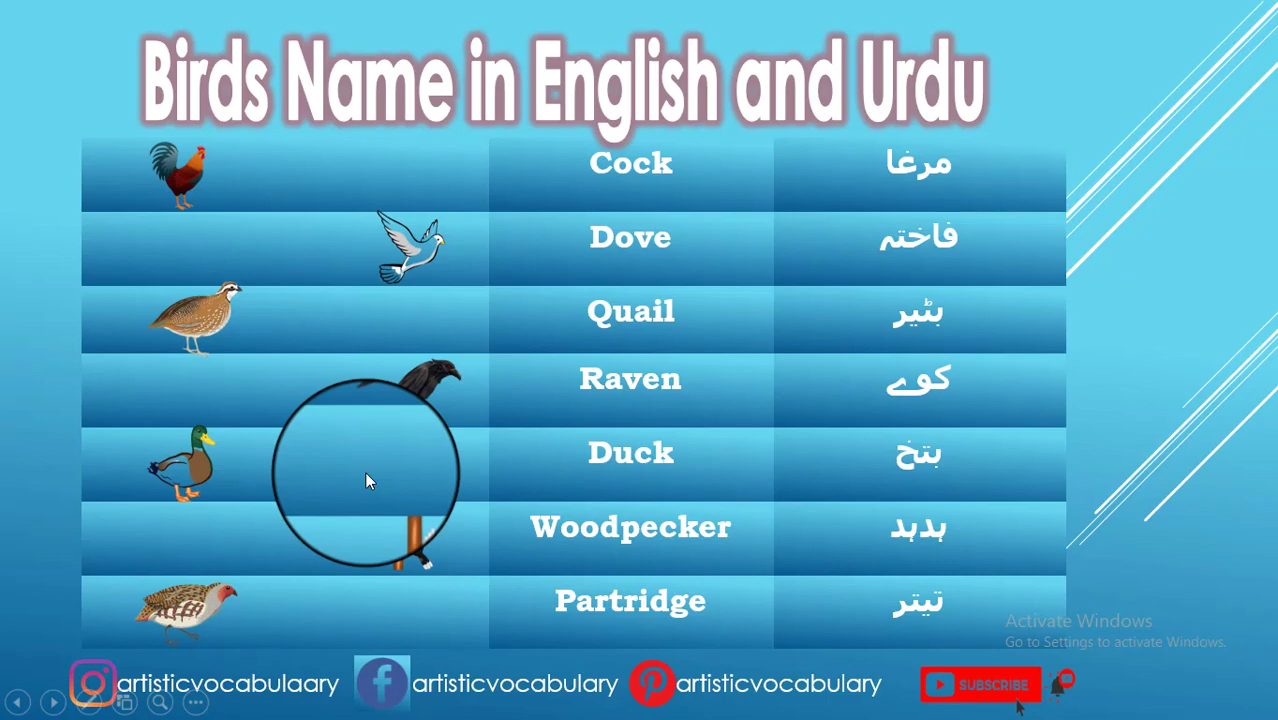 Birds Name in English and Urdu
Cock مرغا
Dove فاختہ
Quail بٹیر
Raven کوے
Duck بتخ
Woodpecker ہدہد
Partridge تیتر
Activate Windows
Go to Settings to activate Windows.
artisticvocabulaary artisticvocabulary artisticvocabulary SUBSCRIBE